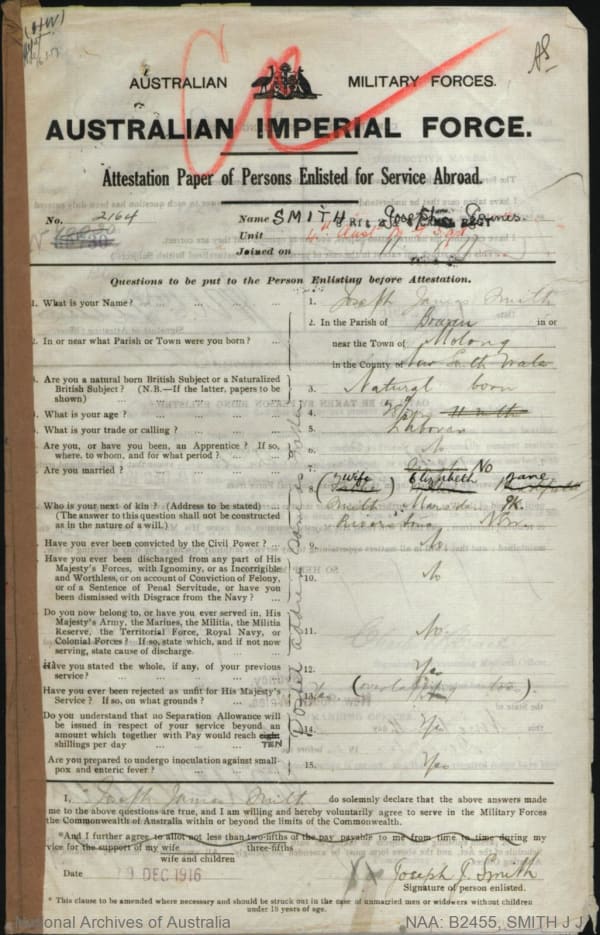 AUSTRALIAN MILITARY FORCES.
AUSTRALIAN IMPERIAL FORCE.
Attestation Paper of Persons Enlisted for Service Abroad.
No. 2164
Name SMITH Joseph James.
Unit
Joined on
Questions to be put to the Person Enlisting before Attestation.
1. What is your Name? ... 1. Joseph James Smith
2. In or near what Parish or Town were you born? ... 2. In the Parish of in or
near the Town of Molong
in the County of New South Wales
3. Are you a natural born British Subject or a Naturalized
British Subject? (N.B.—If the latter, papers to be
shown) ... 3. Natural born
4. What is your age? ... 4.
5. What is your trade or calling? ... 5. Labourer
Are you, or have you been, an Apprentice? If so,
where, to whom, and for what period? ... 6. No
Are you married? ... 7. Single No
Who is your next of kin? (Address to be stated) ... 8. (wife) Elizabeth Jane
(The answer to this question shall not be construed
as in the nature of a will.) Smith
Have you ever been convicted by the Civil Power? ... 9. No
Have you ever been discharged from any part of His
Majesty's Forces, with Ignominy, or as Incorrigible
and Worthless, or on account of Conviction of Felony,
or of a Sentence of Penal Servitude, or have you
been dismissed with Disgrace from the Navy? ... 10. No
Do you now belong to, or have you ever served in, His
Majesty's Army, the Marines, the Militia, the Militia
Reserve, the Territorial Force, Royal Navy, or
Colonial Forces? If so, state which, and if not now
serving, state cause of discharge. 11. No
Have you stated the whole, if any, of your previous
service? ... 12. Yes
Have you ever been rejected as unfit for His Majesty's
Service? If so, on what grounds? ... 13. Yes (overlapping toes).
Do you understand that no Separation Allowance will
be issued in respect of your service beyond an
amount which together with Pay would reach eight
shillings per day ... TEN 14. Yes
Are you prepared to undergo inoculation against small
pox and enteric fever? ... 15. Yes
I, Joseph James Smith do solemnly declare that the above answers made
me to the above questions are true, and I am willing and hereby voluntarily agree to serve in the Military Forces
the Commonwealth of Australia within or beyond the limits of the Commonwealth.
*And I further agree to allot not less than two-fifths of the pay payable to me from time to time during my
vice for the support of my wife three-fifths
wife and children
Date 9 DEC 1916 Joseph J. Smith
Signature of person enlisted.
* This clause to be amended where necessary and should be struck out in the case of unmarried men or widowers without children
under 18 years of age.
National Archives of Australia NAA: B2455, SMITH J J